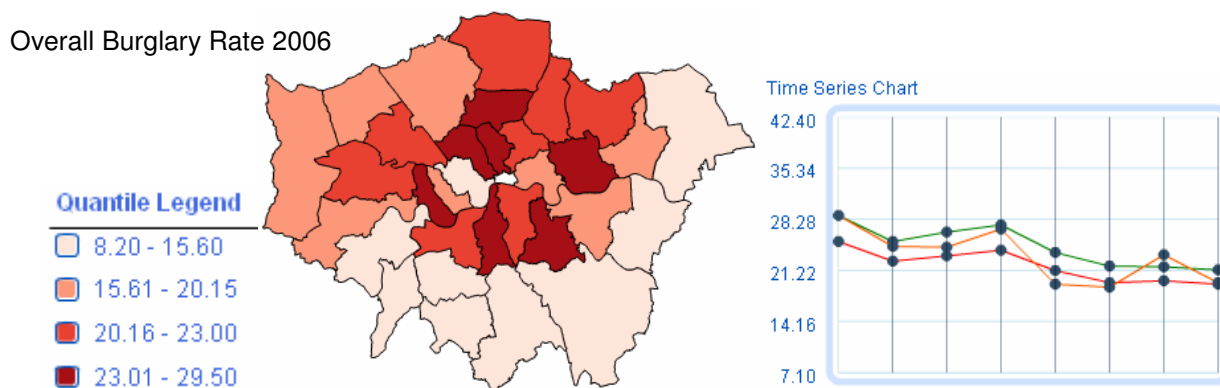 Overall Burglary Rate 2006
Quantile Legend
8.20 - 15.60
15.61 - 20.15
20.16 - 23.00
23.01 - 29.50
Time Series Chart
42.40
35.34
28.28
21.22
14.16
7.10